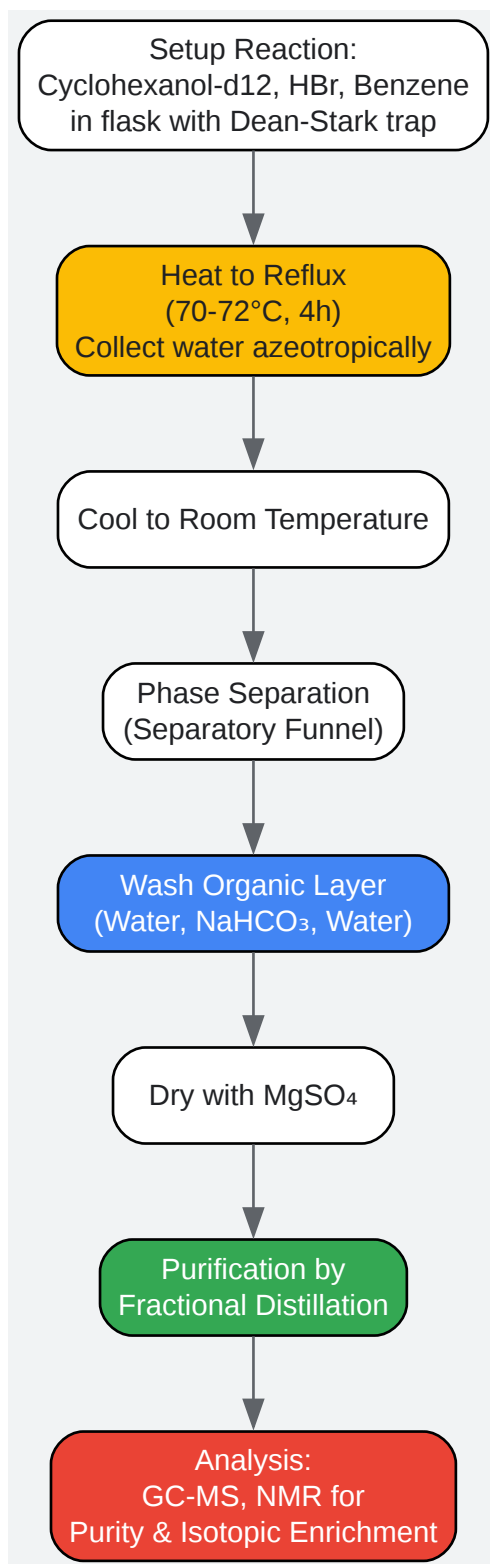 Setup Reaction:
Cyclohexanol-d12, HBr, Benzene
in flask with Dean-Stark trap
Heat to Reflux
(70-72°C, 4h)
Collect water azeotropically
Cool to Room Temperature
Phase Separation
(Separatory Funnel)
Wash Organic Layer
(Water, NaHCO₃, Water)
Dry with MgSO₄
Purification by
Fractional Distillation
Analysis:
GC-MS, NMR for
Purity & Isotopic Enrichment